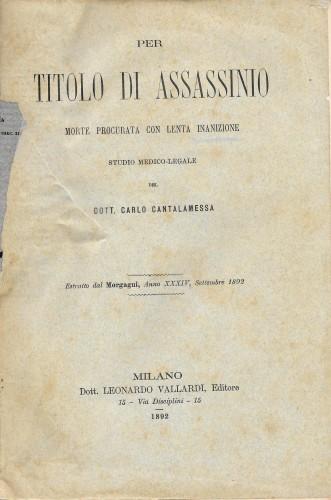 PER
TITOLO DI ASSASSINIO
MORTE PROCURATA CON LENTA INANIZIONE
STUDIO MEDICO-LEGALE
DEL
DOTT. CARLO CANTALAMESSA
Estratto dal Morgagni, Anno XXXIV, Settembre 1892
MILANO
Dott. LEONARDO VALLARDI, Editore
15 - Via Disciplini - 15
1892